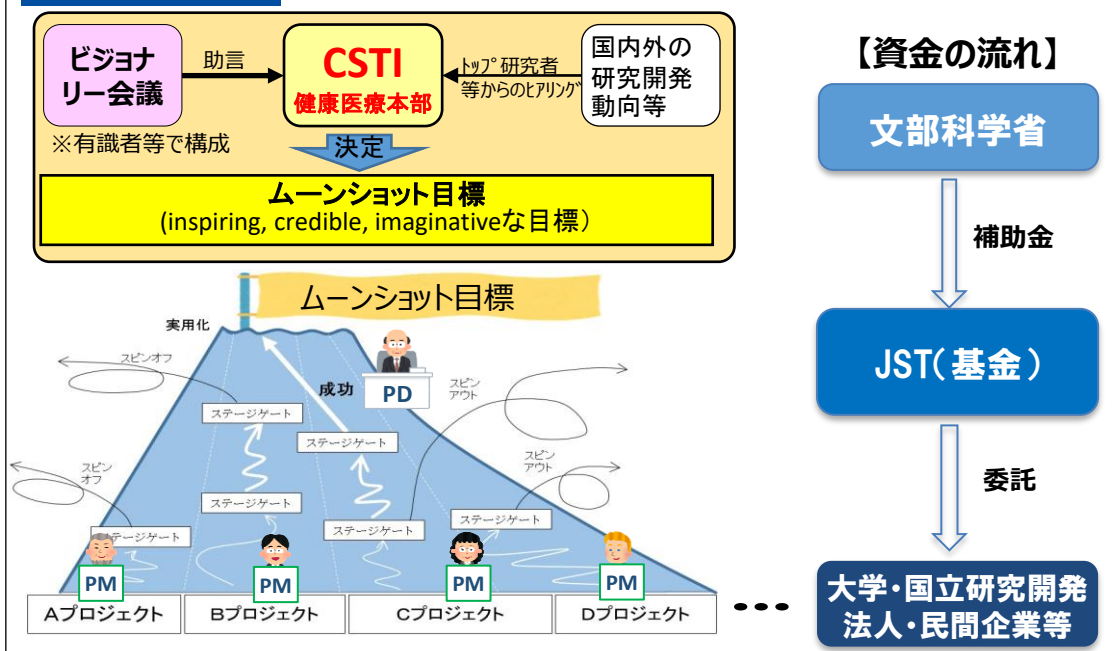 ビジョナ
リー会議
助言
CSTI
健康医療本部
ﾄｯﾌﾟ研究者
等からのﾋｱﾘﾝｸﾞ
国内外の
研究開発
動向等
※有識者等で構成
決定
ムーンショット目標
(inspiring, credible, imaginativeな目標）
ムーンショット目標
実用化
スピンオフ
成功
PD
スピン
アウト
ステージゲート
ステージゲート
スピン
オフ
スピン
アウト
ステージゲート
ステージゲート
ステージゲート
ステージゲート
PM
PM
PM
PM
Aプロジェクト
Bプロジェクト
Cプロジェクト
Dプロジェクト
•••
【資金の流れ】
文部科学省
補助金
JST（基金）
委託
大学・国立研究開発
法人・民間企業等